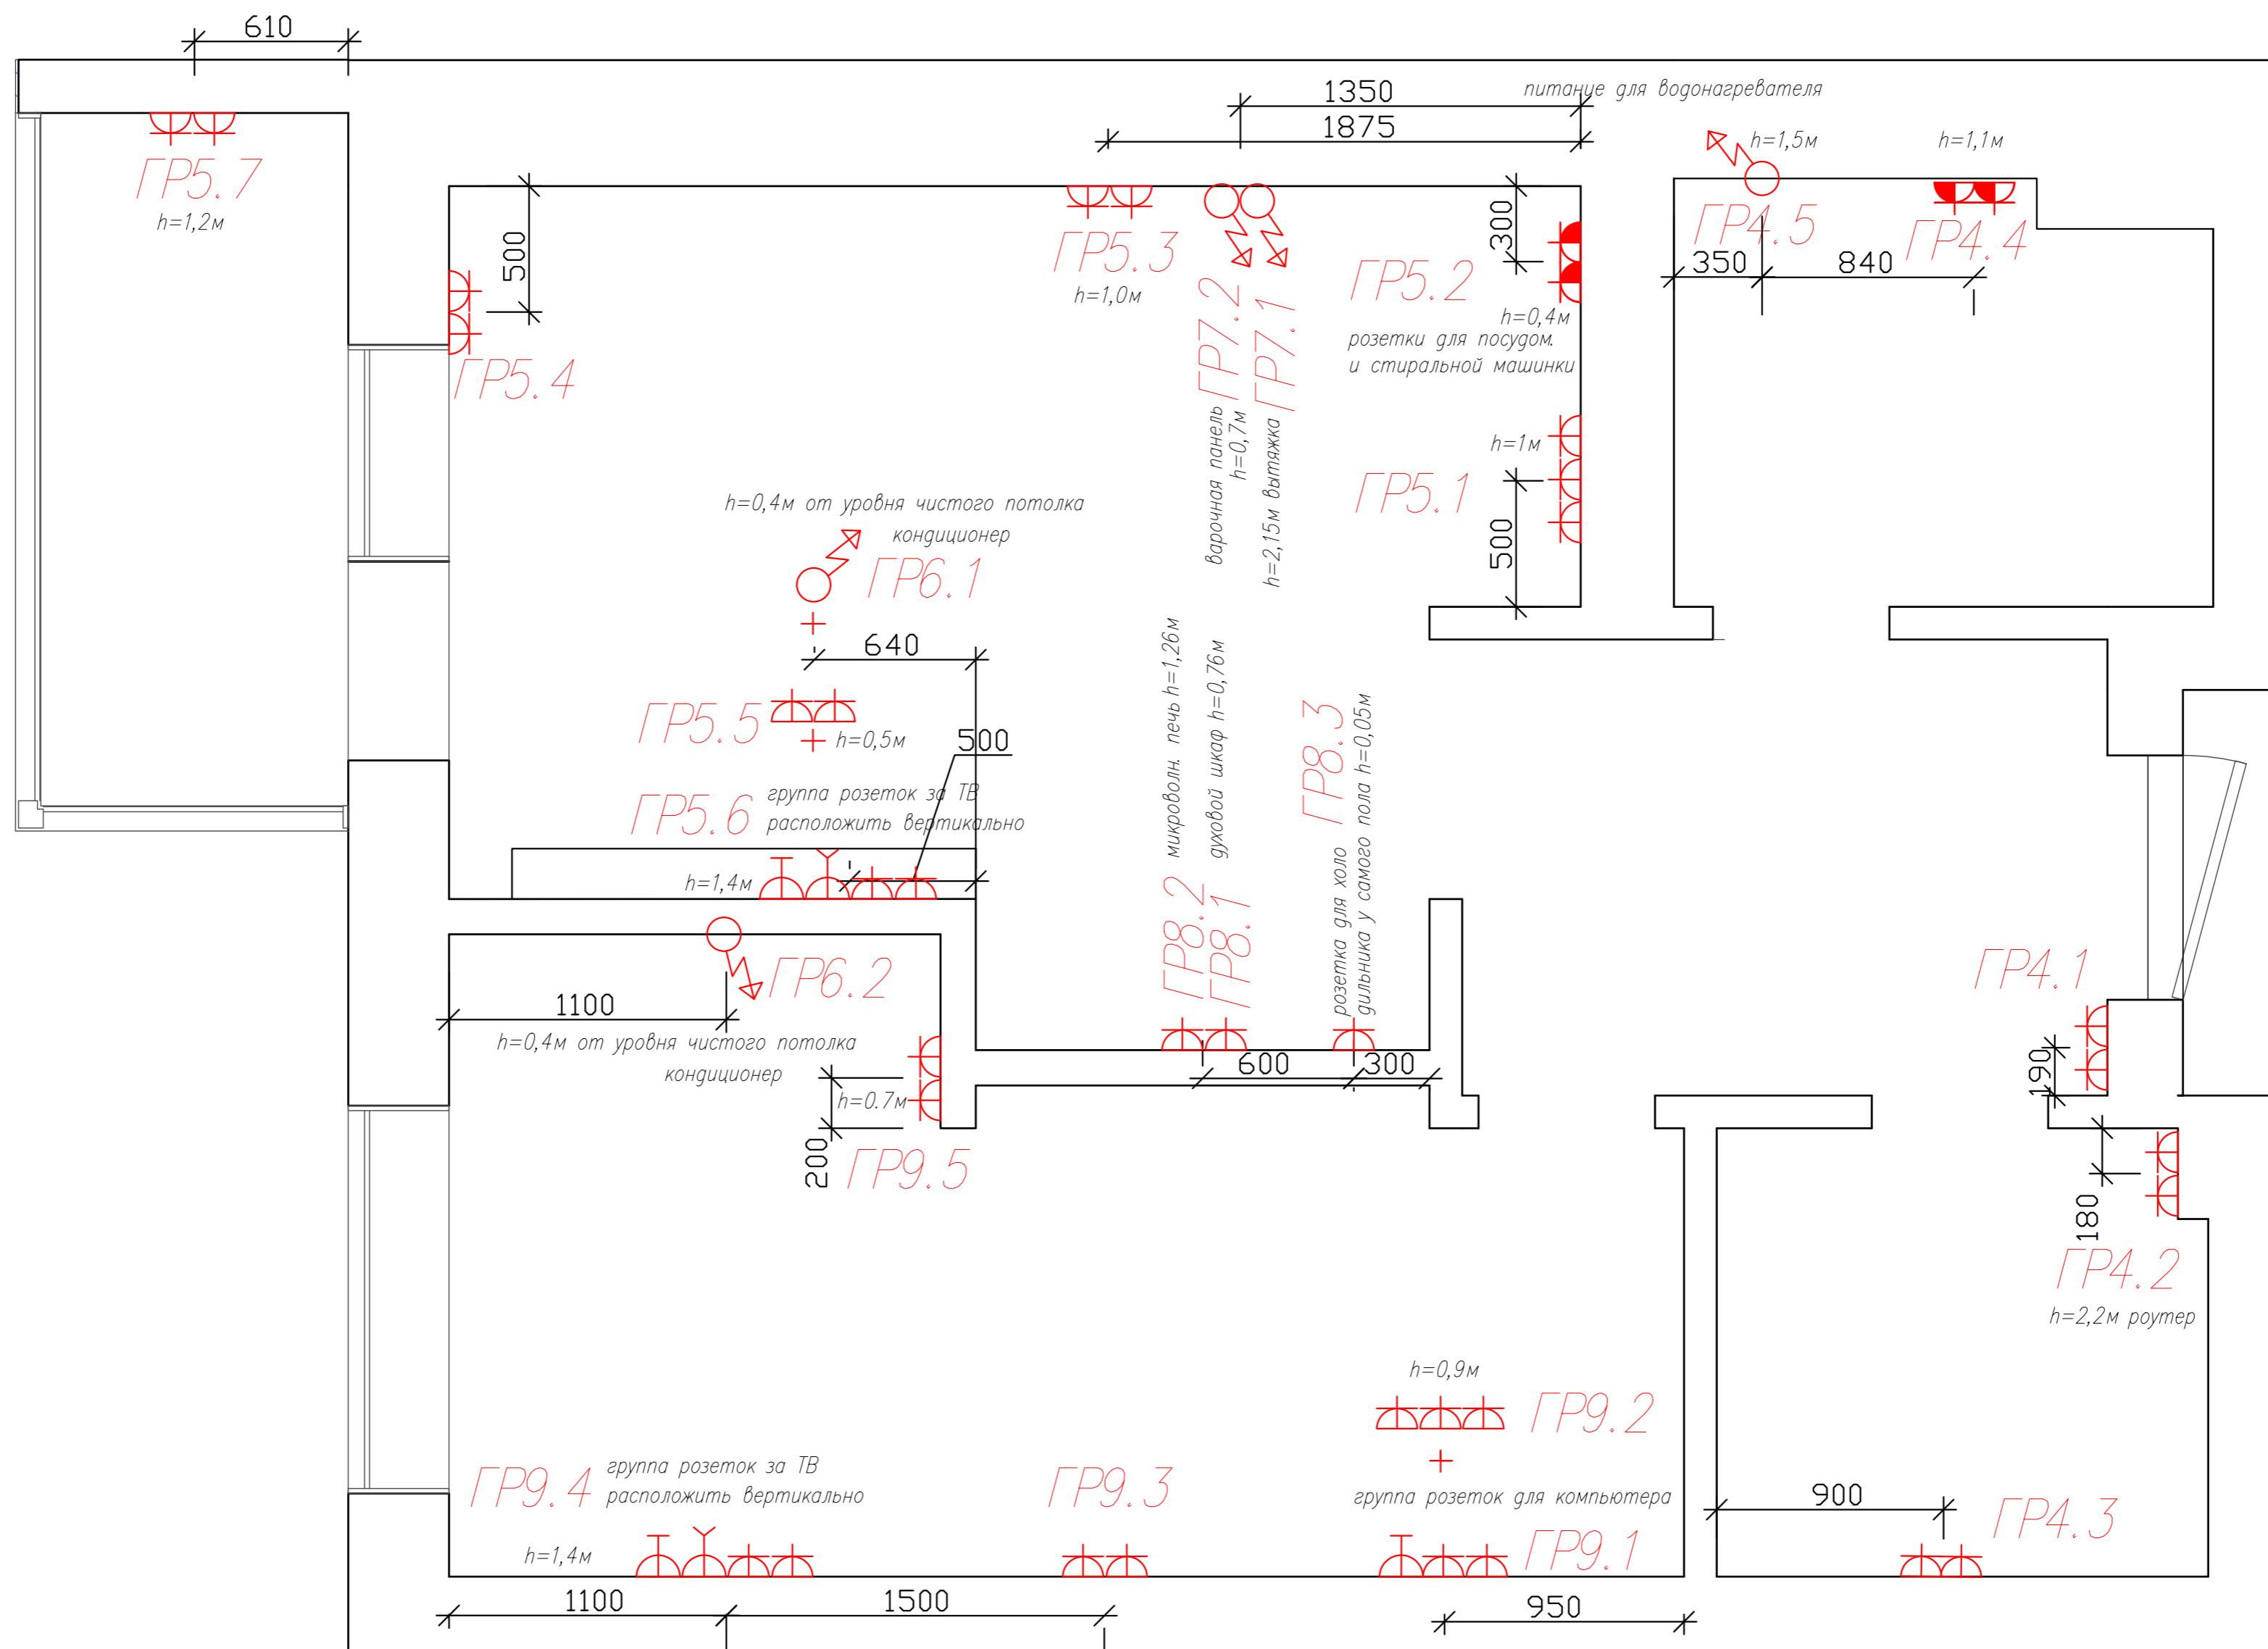 610
1350
питание для водонагревателя
1875
h=1,5м
h=1,1м
ГР5.7
h=1,2м
500
ГР5.3
h=1,0м
300
ГР5.2
h=0,4м
розетки для посудом.
и стиральной машинки
ГР4.5
ГР4.4
350
840
ГР5.4
ГР7.2
ГР7.1
варочная панель
h=0,7м
h=2,15м вытяжка
h=1м
ГР5.1
500
h=0,4м от уровня чистого потолка
кондиционер
ГР6.1
640
ГР5.5
h=0,5м
500
ГР5.6
группа розеток за ТВ
расположить вертикально
h=1,4м
микроволн. печь h=1,26м
духовой шкаф h=0,76м
ГР8.2
ГР8.1
ГР8.3
розетка для холо
дильника у самого пола h=0,05м
600
300
ГР6.2
1100
h=0,4м от уровня чистого потолка
кондиционер
h=0.7м
200
ГР9.5
ГР4.1
190
180
ГР4.2
h=2,2м роутер
h=0,9м
ГР9.2
группа розеток для компьютера
ГР9.4
группа розеток за ТВ
расположить вертикально
h=1,4м
ГР9.3
ГР9.1
900
ГР4.3
1100
1500
950